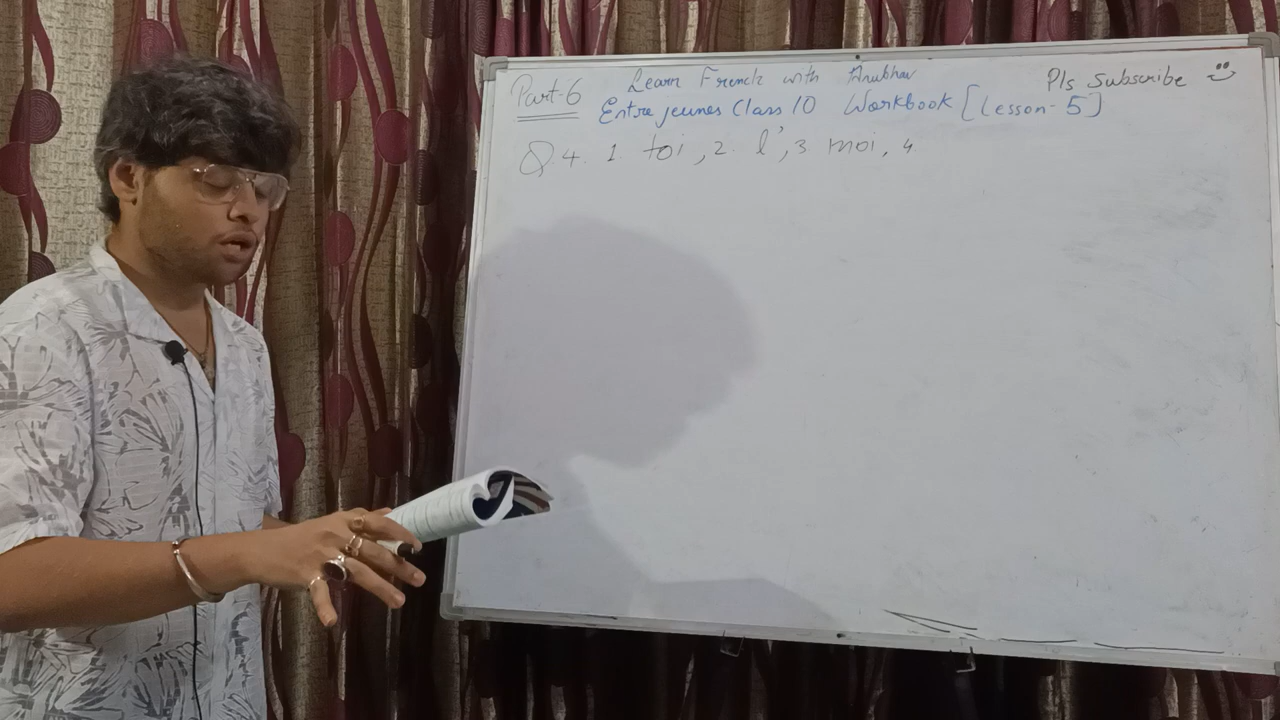 Part-6 Learn French with Anubhav Pls Subscribe
Entre jeunes Class 10 Workbook [Lesson-5]
Q 4. 1. toi, 2. l', 3 moi, 4